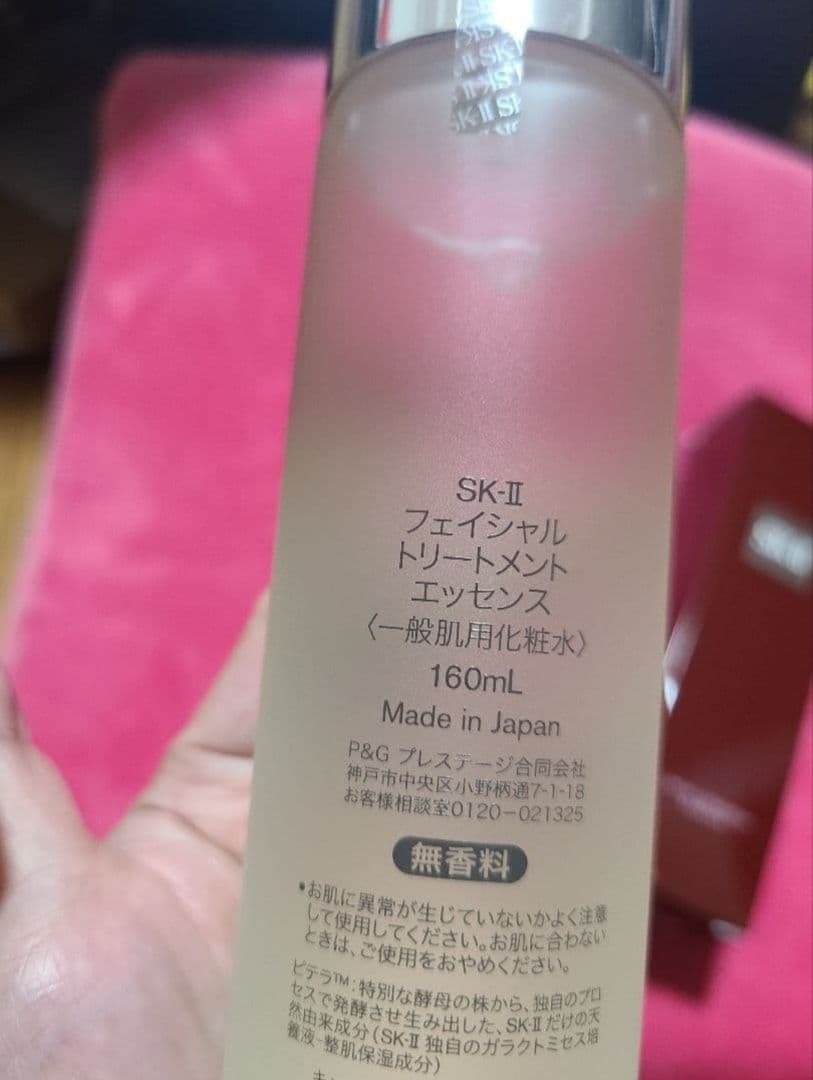 SK-II
SK-II
フェイシャル
トリートメント
エッセンス
〈一般肌用化粧水〉
160mL
Made in Japan
P&G プレステージ合同会社
神戸市中央区小野柄通7-1-18
お客様相談室0120-021325
無香料
•お肌に異常が生じていないかよく注意
して使用してください。お肌に合わない
ときは、ご使用をおやめください。
ピテラ™:特別な酵母の株から、独自のプロ
セスで発酵させ生み出した、SK-IIだけの天
然由来成分(SK-II 独自のガラクトミセス培
養液-整肌保湿成分)
SK-II